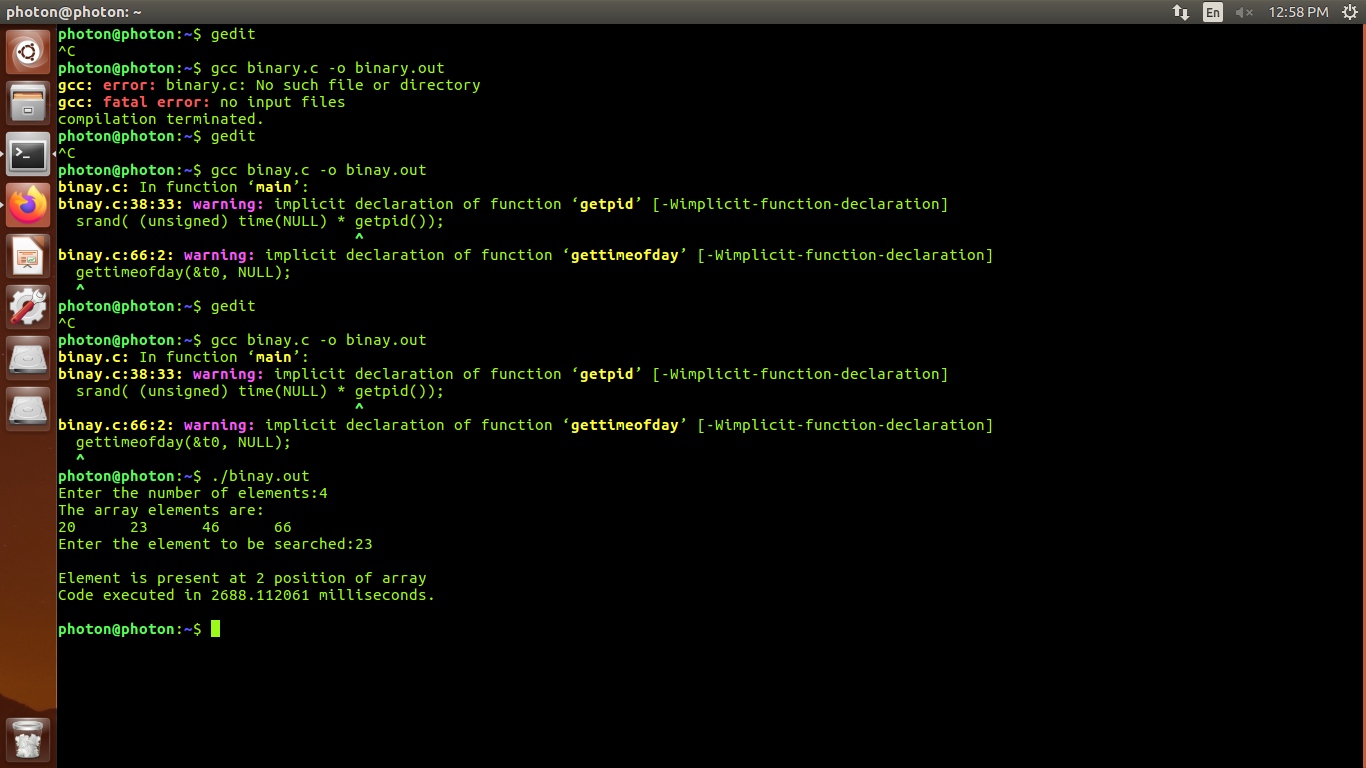 photon@photon: ~
En
12:58 PM
photon@photon:~$ gedit
^C
photon@photon:~$ gcc binary.c -o binary.out
gcc: error: binary.c: No such file or directory
gcc: fatal error: no input files
compilation terminated.
photon@photon:~$ gedit
^C
photon@photon:~$ gcc binay.c -o binay.out
binay.c: In function ‘main’:
binay.c:38:33: warning: implicit declaration of function ‘getpid’ [-Wimplicit-function-declaration]
  srand( (unsigned) time(NULL) * getpid());
                                 ^
binay.c:66:2: warning: implicit declaration of function ‘gettimeofday’ [-Wimplicit-function-declaration]
  gettimeofday(&t0, NULL);
  ^
photon@photon:~$ gedit
^C
photon@photon:~$ gcc binay.c -o binay.out
binay.c: In function ‘main’:
binay.c:38:33: warning: implicit declaration of function ‘getpid’ [-Wimplicit-function-declaration]
  srand( (unsigned) time(NULL) * getpid());
                                 ^
binay.c:66:2: warning: implicit declaration of function ‘gettimeofday’ [-Wimplicit-function-declaration]
  gettimeofday(&t0, NULL);
  ^
photon@photon:~$ ./binay.out
Enter the number of elements:4
The array elements are:
20      23      46      66
Enter the element to be searched:23

Element is present at 2 position of array
Code executed in 2688.112061 milliseconds.

photon@photon:~$